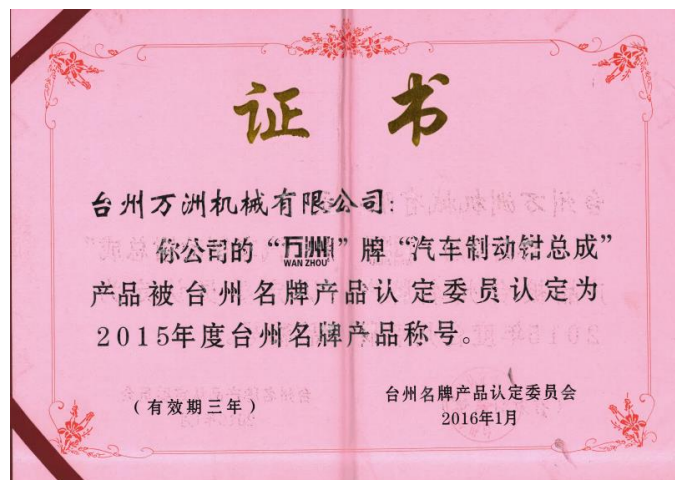 证 书
台州万洲机械有限公司:
你公司的“万洲WAN ZHOU”牌“汽车制动钳总成”
产品被台州名牌产品认定委员认定为
2015年度台州名牌产品称号。
(有效期三年)
台州名牌产品认定委员会
2016年1月